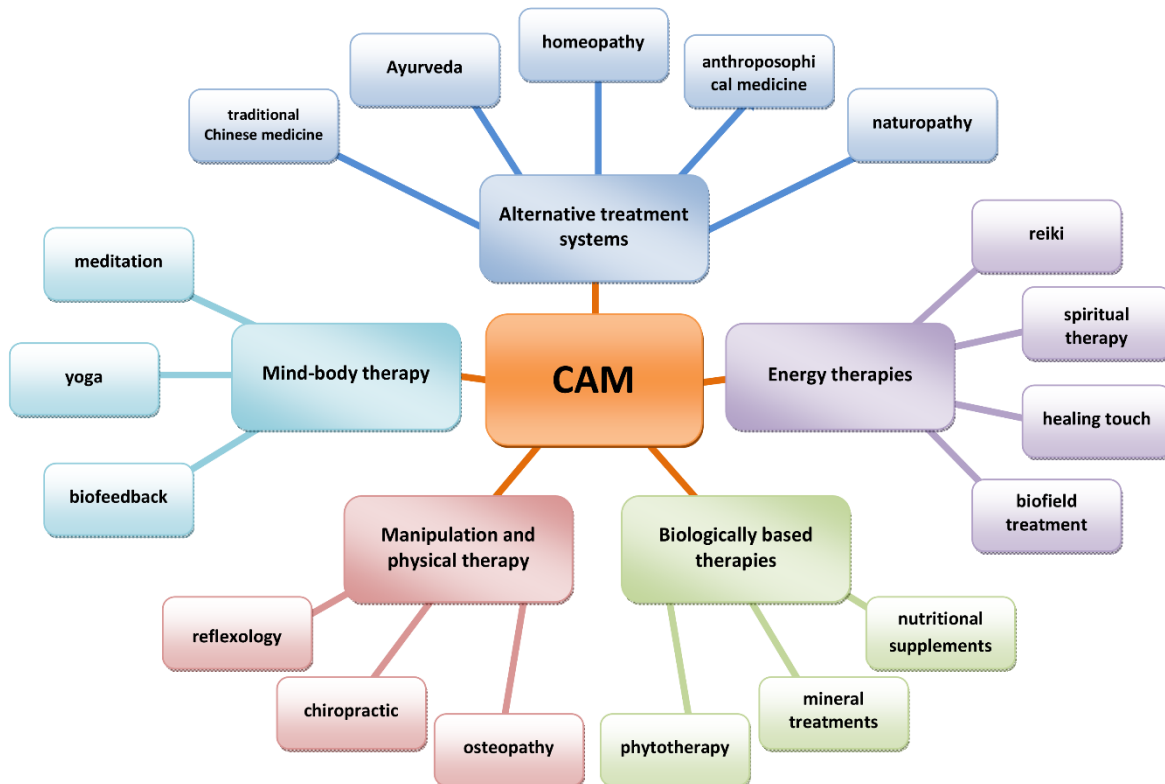 homeopathy
Ayurveda
anthroposophi
cal medicine
traditional
Chinese medicine
naturopathy
Alternative treatment
systems
reiki
meditation
spiritual
therapy
Mind-body therapy
CAM
Energy therapies
yoga
healing touch
biofeedback
biofield
treatment
Manipulation and
physical therapy
Biologically based
therapies
reflexology
nutritional
supplements
chiropractic
mineral
treatments
osteopathy
phytotherapy